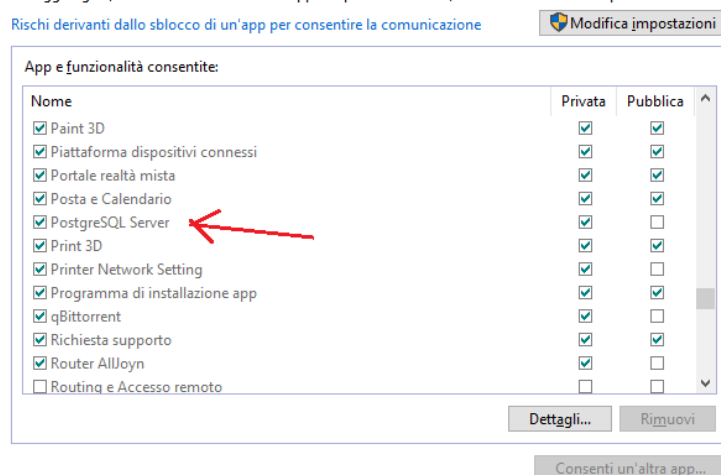 Rischi derivanti dallo sblocco di un'app per consentire la comunicazione
Modifica impostazioni
App e funzionalità consentite:
Nome Privata Pubblica
Paint 3D
Piattaforma dispositivi connessi
Portale realtà mista
Posta e Calendario
PostgreSQL Server
Print 3D
Printer Network Setting
Programma di installazione app
qBittorrent
Richiesta supporto
Router AllJoyn
Routing e Accesso remoto
Dettagli... Rimuovi
Consenti un'altra app...